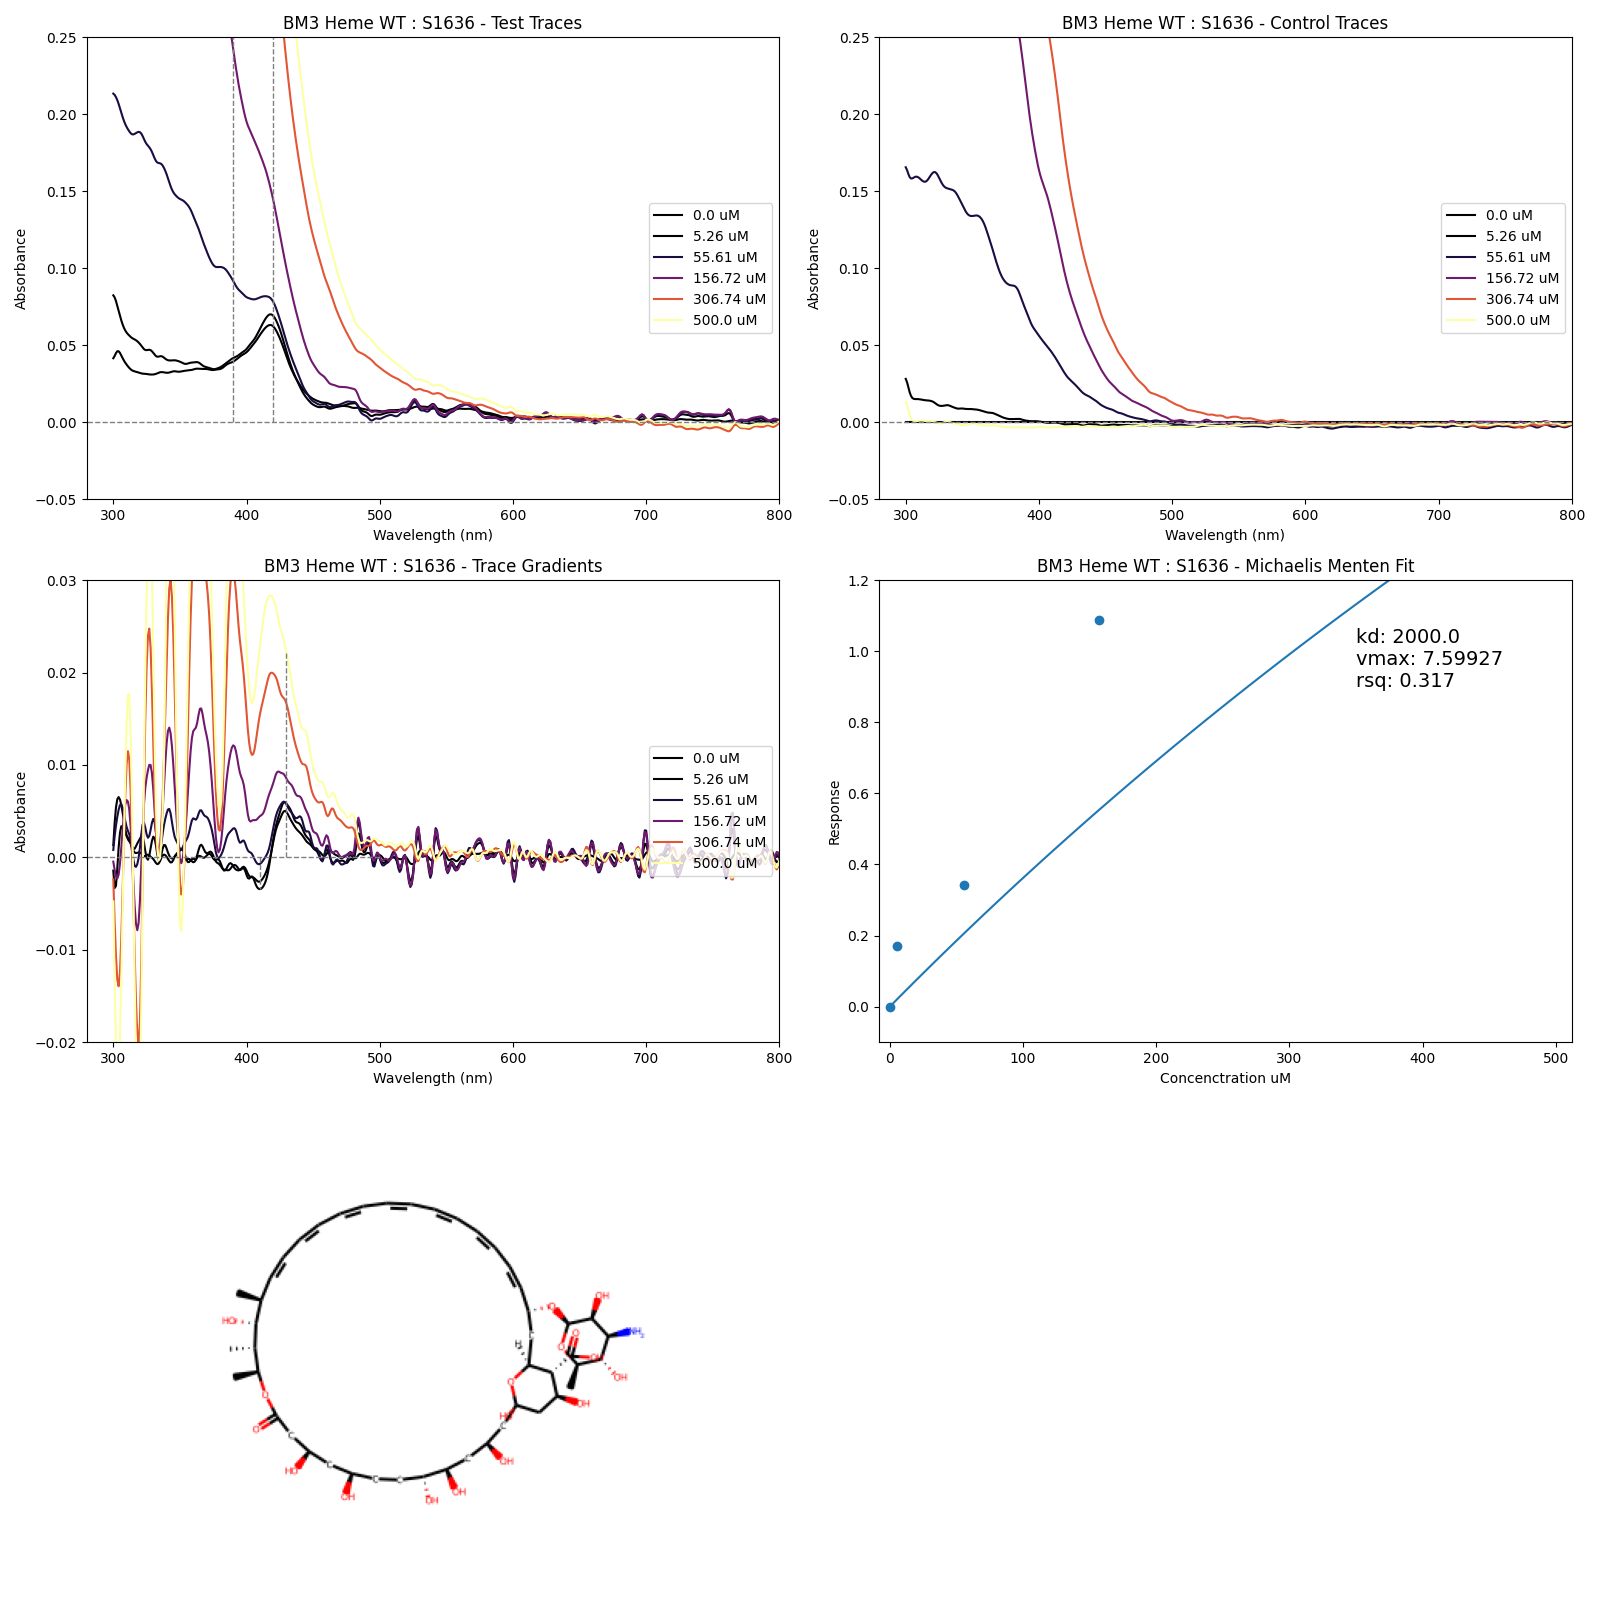 BM3 Heme WT : S1636 - Test Traces
0.25
0.20
0.15
0.10
0.05
0.00
−0.05
Absorbance
300 400 500 600 700 800
Wavelength (nm)
0.0 uM
5.26 uM
55.61 uM
156.72 uM
306.74 uM
500.0 uM
BM3 Heme WT : S1636 - Control Traces
0.25
0.20
0.15
0.10
0.05
0.00
−0.05
Absorbance
300 400 500 600 700 800
Wavelength (nm)
0.0 uM
5.26 uM
55.61 uM
156.72 uM
306.74 uM
500.0 uM
BM3 Heme WT : S1636 - Trace Gradients
0.03
0.02
0.01
0.00
−0.01
−0.02
Absorbance
300 400 500 600 700 800
Wavelength (nm)
0.0 uM
5.26 uM
55.61 uM
156.72 uM
306.74 uM
500.0 uM
BM3 Heme WT : S1636 - Michaelis Menten Fit
1.2
1.0
0.8
0.6
0.4
0.2
0.0
Response
0 100 200 300 400 500
Concenctration uM
kd: 2000.0
vmax: 7.59927
rsq: 0.317
OH
HO
O
NH2
H
O
O
O
OH
OH
O
OH
O
HO
O
C
C
OH
HO
C
C
C
C
OH
OH
OH